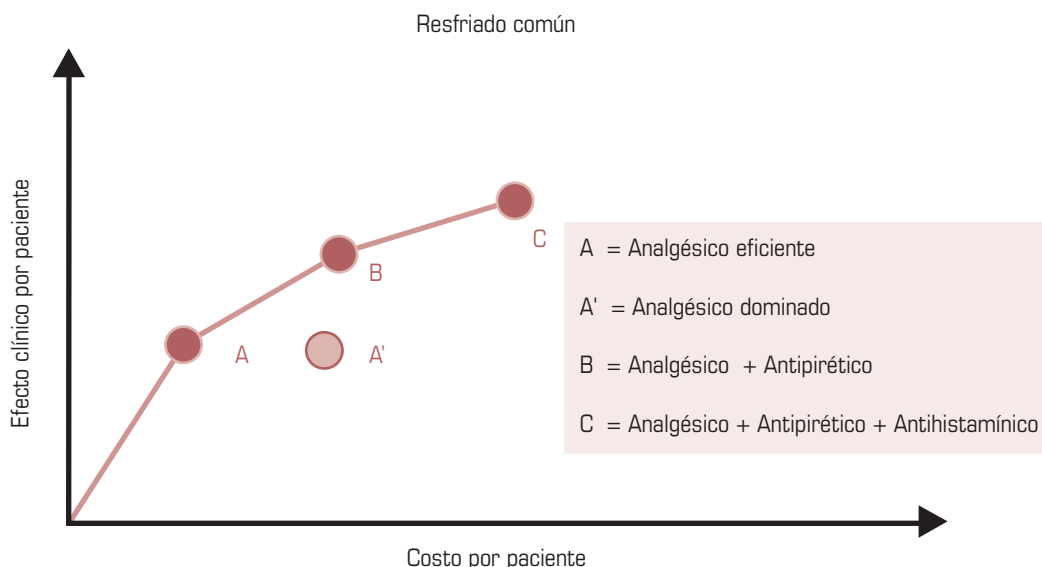 Resfriado común
Efecto clínico por paciente
A
B
C
A'
A = Analgésico eficiente
A' = Analgésico dominado
B = Analgésico + Antipirético
C = Analgésico + Antipirético + Antihistamínico
Costo por paciente